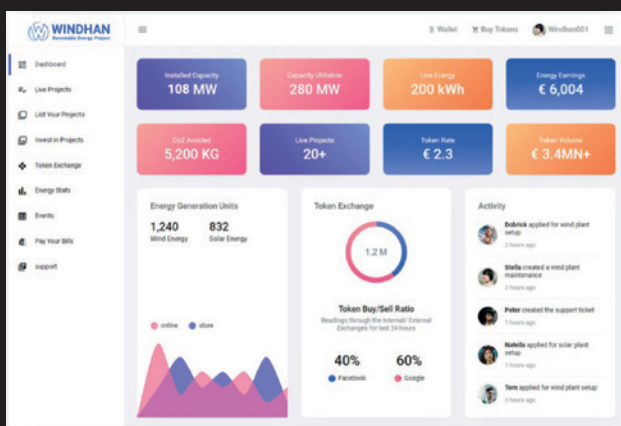 WINDHAN
Renewable Energy Project
Wallet
Buy Tokens
Windhan001
Dashboard
Live Projects
List Your Projects
Invest in Projects
Token Exchange
Energy Stats
Events
Pay Your Bills
support
Installed Capacity
108 MW
Capacity Utiliation
280 MW
Live Energy
200 kWh
Energy Earnings
€ 6,004
Co2 Avoided
5,200 KG
Live Projects
20+
Token Rate
€ 2.3
Token Volume
€ 3.4MN+
Energy Generation Units
1,240 832
Wind Energy Solar Energy
online store
Token Exchange
1.2 M
Token Buy/Sell Ratio
Readings through the Internal/ External
Exchanges for last 24 hours
40% 60%
Facebook Google
Activity
Dobrick applied for wind plant
setup
2 hours ago
Stella created a wind plant
maintenance
2 hours ago
Peter created the support ticket
1 hours ago
Natella applied for solar plant
setup
1 hours ago
Tom applied for wind plant setup
2 hours ago